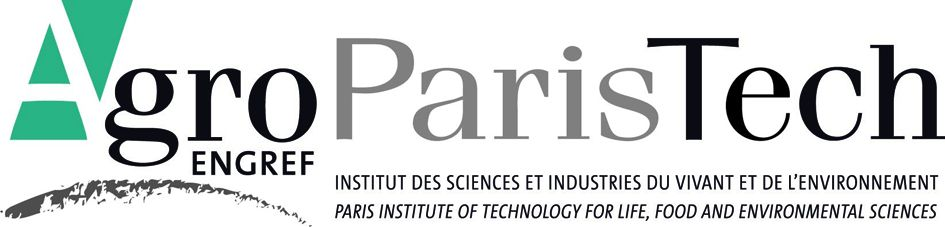 AgroParisTech
ENGREF
INSTITUT DES SCIENCES ET INDUSTRIES DU VIVANT ET DE L'ENVIRONNEMENT
PARIS INSTITUTE OF TECHNOLOGY FOR LIFE, FOOD AND ENVIRONMENTAL SCIENCES